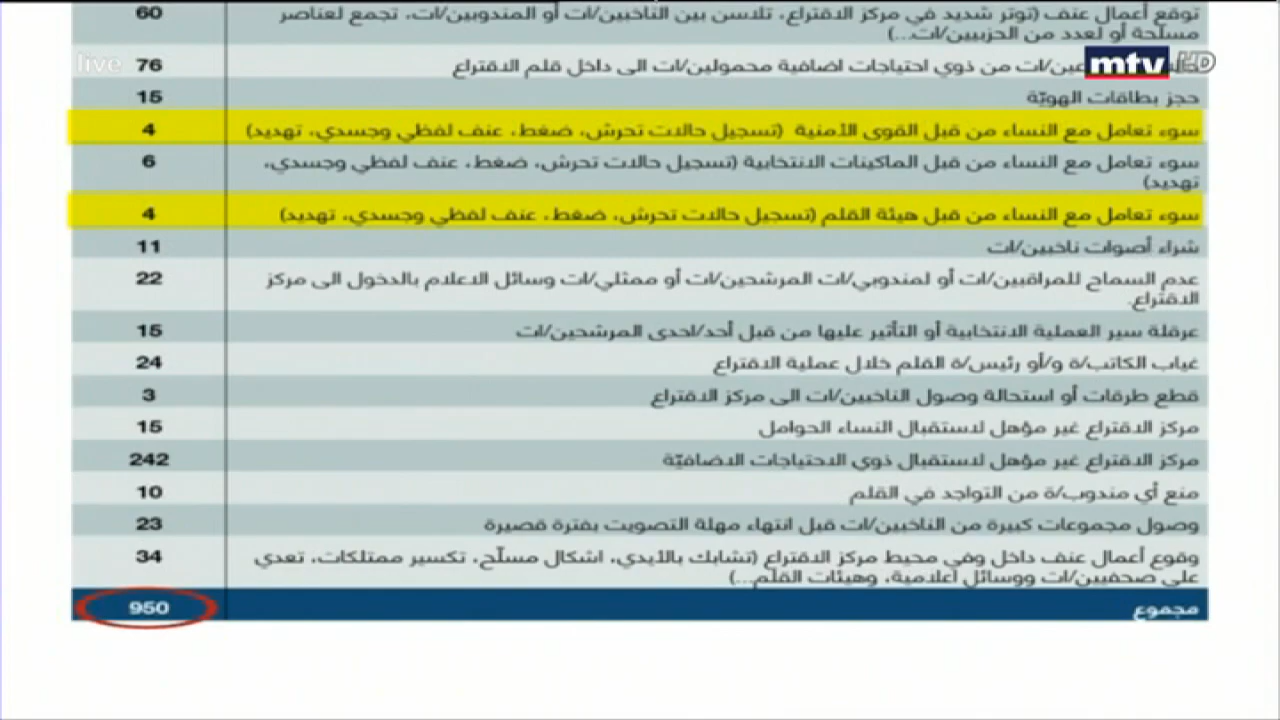 توقع أعمال عنف (توتر شديد في مركز الاقتراع، تلاسن بين الناخبين/ات أو المندوبين/ات، تجمع لعناصر 60
مسلّحة أو لعدد من الحزبيين/ات...)
live
mtv HD
عين/ات من ذوي احتياجات اضافية محمولين/ات الى داخل قلم الاقتراع 76
حجز بطاقات الهويّة 15
سوء تعامل مع النساء من قبل القوى الأمنية (تسجيل حالات تحرش، ضغط، عنف لفظي وجسدي، تهديد) 4
سوء تعامل مع النساء من قبل الماكينات الانتخابية (تسجيل حالات تحرش، ضغط، عنف لفظي وجسدي، 6
تهديد)
سوء تعامل مع النساء من قبل هيئة القلم (تسجيل حالات تحرش، ضغط، عنف لفظي وجسدي، تهديد) 4
شراء أصوات ناخبين/ات 11
عدم السماح للمراقبين/ات أو لمندوبي/ات المرشحين/ات أو ممثلي/ات وسائل الاعلام بالدخول الى مركز 22
الاقتراع.
عرقلة سير العملية الانتخابية أو التأثير عليها من قبل أحد/احدى المرشحين/ات 15
غياب الكاتب/ة و/أو رئيس/ة القلم خلال عملية الاقتراع 24
قطع طرقات أو استحالة وصول الناخبين/ات الى مركز الاقتراع 3
مركز الاقتراع غير مؤهل لاستقبال النساء الحوامل 15
مركز الاقتراع غير مؤهل لاستقبال ذوي الاحتياجات الاضافيّة 242
منع أي مندوب/ة من التواجد في القلم 10
وصول مجموعات كبيرة من الناخبين/ات قبل انتهاء مهلة التصويت بفترة قصيرة 23
وقوع أعمال عنف داخل وفي محيط مركز الاقتراع (تشابك بالأيدي، اشكال مسلّح، تكسير ممتلكات، تعدي 34
على صحفيين/ات ووسائل اعلامية، وهيئات القلم...)
مجموع 950